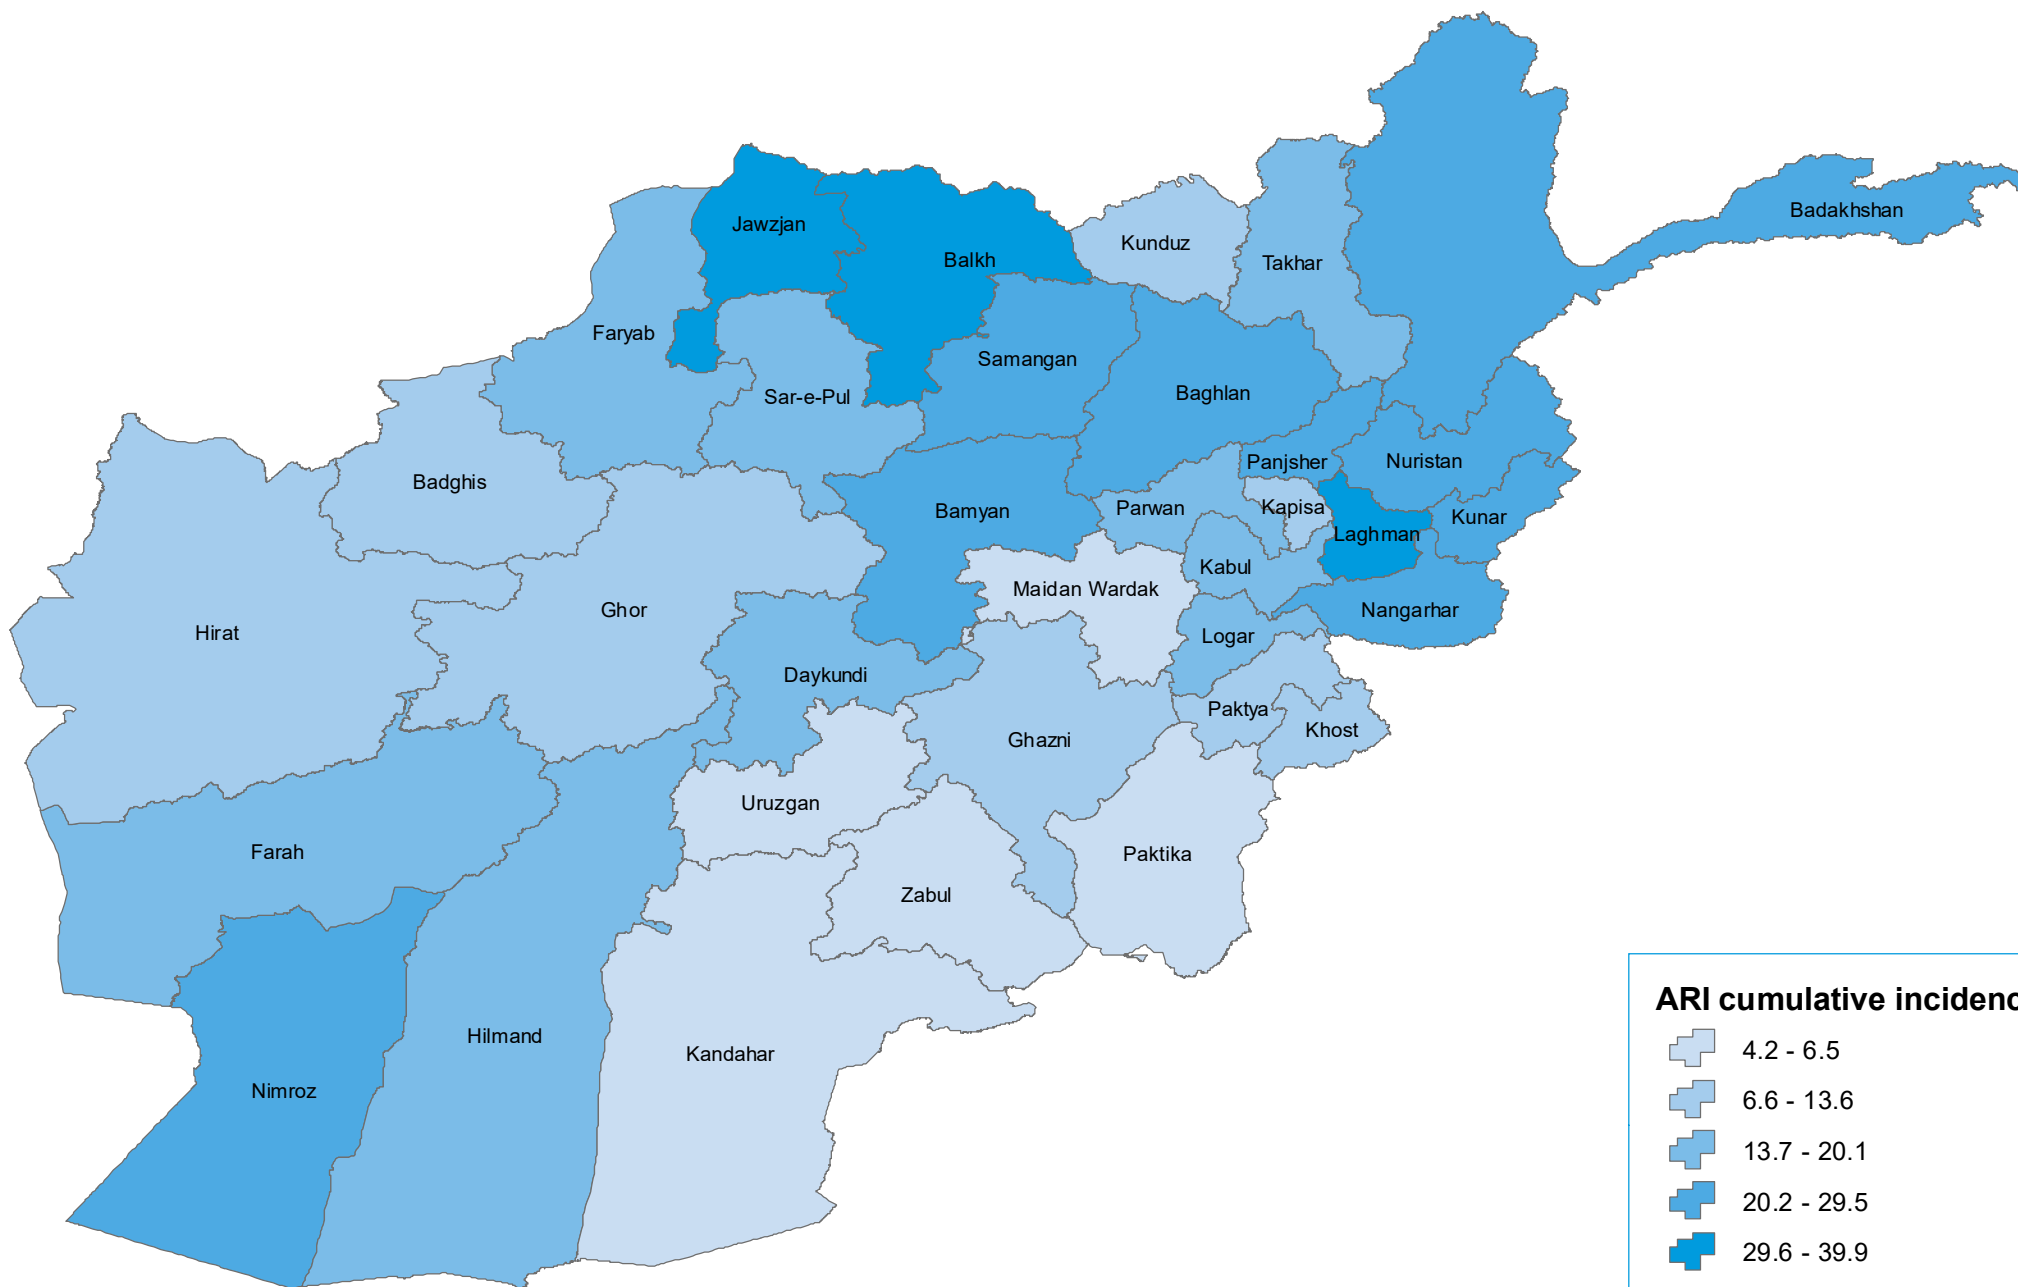 Badakhshan
Jawzjan
Kunduz
Balkh
Takhar
Faryab
Samangan
Baghlan
Sar-e-Pul
Panjsher
Nuristan
Badghis
Bamyan
Parwan
Kapisa
Kunar
Laghman
Kabul
Maidan Wardak
Ghor
Nangarhar
Hirat
Logar
Daykundi
Paktya
Khost
Ghazni
Uruzgan
Farah
Paktika
Zabul
Hilmand
Kandahar
Nimroz
ARI cumulative incidenc
4.2 - 6.5
6.6 - 13.6
13.7 - 20.1
20.2 - 29.5
29.6 - 39.9